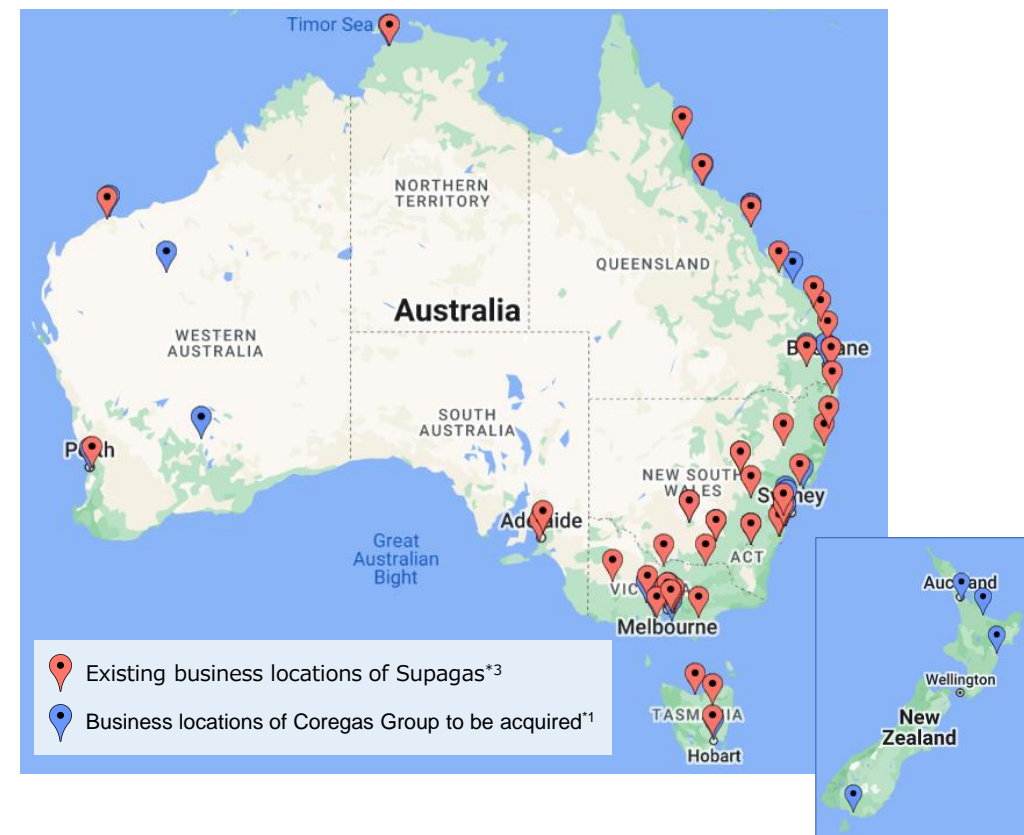 Timor Sea
NORTHERN
TERRITORY
QUEENSLAND
Australia
WESTERN
AUSTRALIA
SOUTH
AUSTRALIA
NEW SOUTH
WALES
Adelaide
Great
Australian
Bight
ACT
Melbourne
TASMANIA
Hobart
Wellington
New
Zealand
Existing business locations of Supagas*3
Business locations of Coregas Group to be acquired*1